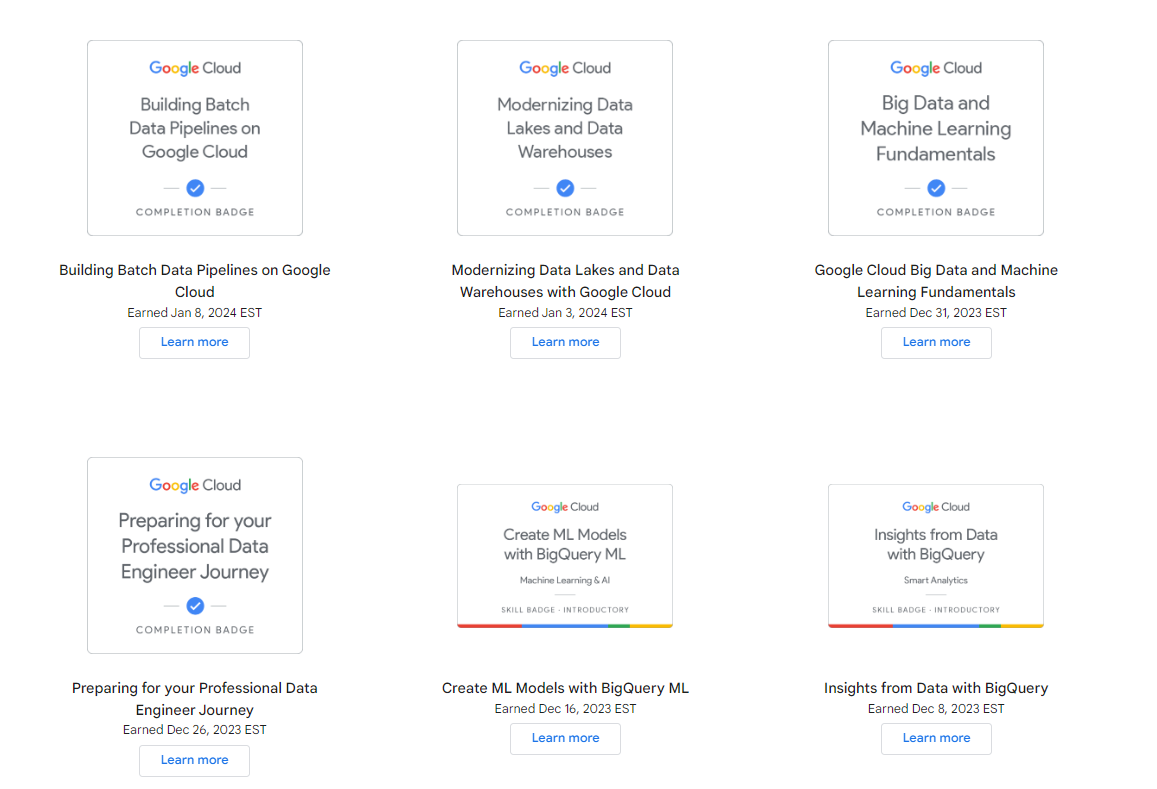 Google Cloud
Building Batch
Data Pipelines on
Google Cloud
COMPLETION BADGE
Building Batch Data Pipelines on Google
Cloud
Earned Jan 8, 2024 EST
Learn more
Google Cloud
Modernizing Data
Lakes and Data
Warehouses
COMPLETION BADGE
Modernizing Data Lakes and Data
Warehouses with Google Cloud
Earned Jan 3, 2024 EST
Learn more
Google Cloud
Big Data and
Machine Learning
Fundamentals
COMPLETION BADGE
Google Cloud Big Data and Machine
Learning Fundamentals
Earned Dec 31, 2023 EST
Learn more
Google Cloud
Preparing for your
Professional Data
Engineer Journey
COMPLETION BADGE
Preparing for your Professional Data
Engineer Journey
Earned Dec 26, 2023 EST
Learn more
Google Cloud
Create ML Models
with BigQuery ML
Machine Learning & AI
SKILL BADGE · INTRODUCTORY
Create ML Models with BigQuery ML
Earned Dec 16, 2023 EST
Learn more
Google Cloud
Insights from Data
with BigQuery
Smart Analytics
SKILL BADGE · INTRODUCTORY
Insights from Data with BigQuery
Earned Dec 8, 2023 EST
Learn more